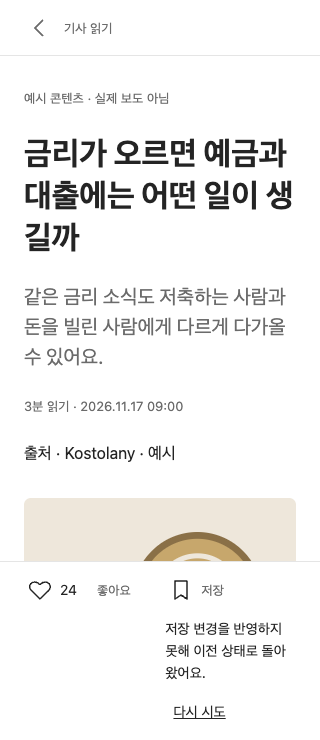 기사 읽기
예시 콘텐츠 · 실제 보도 아님
금리가 오르면 예금과
대출에는 어떤 일이 생
길까
같은 금리 소식도 저축하는 사람과
돈을 빌린 사람에게 다르게 다가올
수 있어요.
3분 읽기 · 2026.11.17 09:00
출처 · Kostolany · 예시
24 좋아요 저장
저장 변경을 반영하지
못해 이전 상태로 돌아
왔어요.
다시 시도